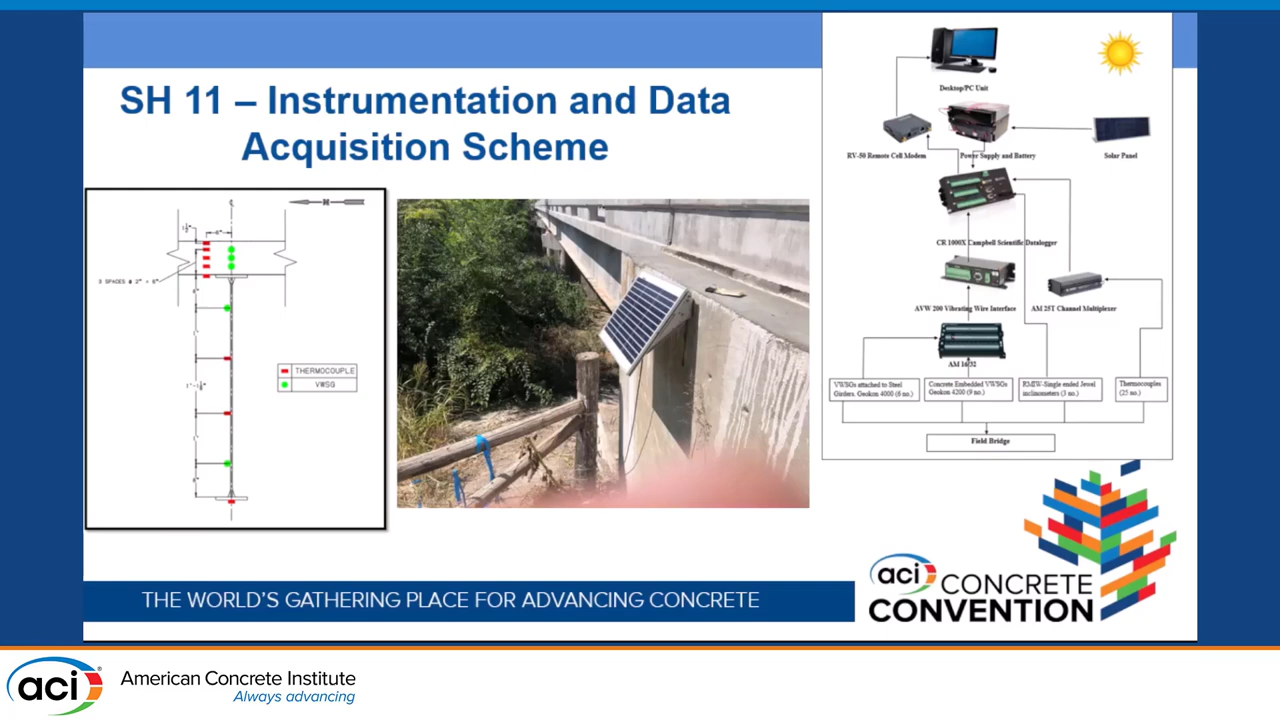 SH 11 – Instrumentation and Data
Acquisition Scheme
3 SPACES @ 2" = 6"
THERMOCOUPLE
VWSG
Desktop/PC Unit
RV-50 Remote Cell Modem
Power Supply and Battery
Solar Panel
CR 1000X Campbell Scientific Datalogger
AVW 200 Vibrating Wire Interface
AM 25T Channel Multiplexer
AM 16/32
VWSGs attached to Steel
Girders. Geokon 4000 (6 no.)
Concrete Embedded VWSGs
Geokon 4200 (9 no.)
RMIW-Single ended Jewel
inclinometers (3 no.)
Thermocouples
(25 no.)
Field Bridge
THE WORLD'S GATHERING PLACE FOR ADVANCING CONCRETE
aci CONCRETE
CONVENTION
aci®
American Concrete Institute
Always advancing